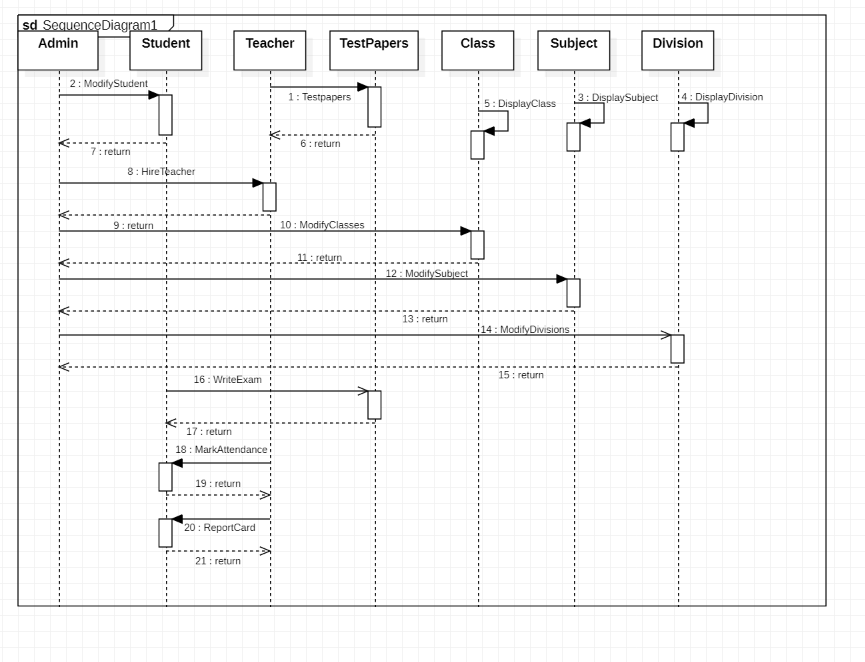 sd SequenceDiagram1
Admin
Student
Teacher
TestPapers
Class
Subject
Division
2 : ModifyStudent
1 : Testpapers
5 : DisplayClass
3 : DisplaySubject
4 : DisplayDivision
6 : return
7 : return
8 : HireTeacher
9 : return
10 : ModifyClasses
11 : return
12 : ModifySubject
13 : return
14 : ModifyDivisions
15 : return
16 : WriteExam
17 : return
18 : MarkAttendance
19 : return
20 : ReportCard
21 : return